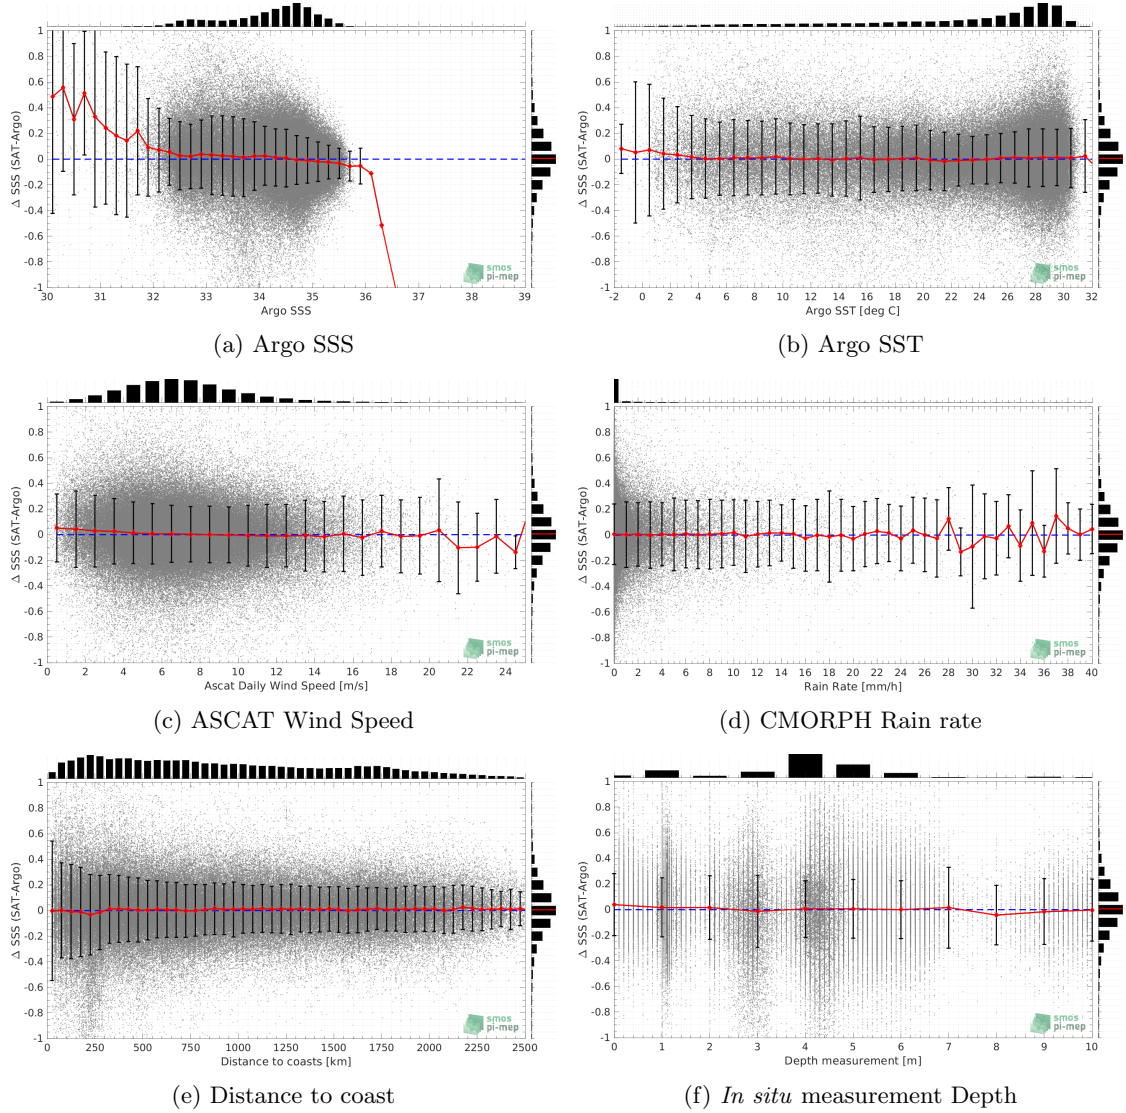 1
0.8
0.6
0.4
0.2
0
-0.2
-0.4
-0.6
-0.8
-1
Δ SSS (SAT-Argo)
smos
pi-mep
30 31 32 33 34 35 36 37 38 39
Argo SSS
(a) Argo SSS
1
0.8
0.6
0.4
0.2
0
-0.2
-0.4
-0.6
-0.8
-1
Δ SSS (SAT-Argo)
smos
pi-mep
-2 0 2 4 6 8 10 12 14 16 18 20 22 24 26 28 30 32
Argo SST [deg C]
(b) Argo SST
1
0.8
0.6
0.4
0.2
0
-0.2
-0.4
-0.6
-0.8
-1
Δ SSS (SAT-Argo)
smos
pi-mep
0 2 4 6 8 10 12 14 16 18 20 22 24
Ascat Daily Wind Speed [m/s]
(c) ASCAT Wind Speed
1
0.8
0.6
0.4
0.2
0
-0.2
-0.4
-0.6
-0.8
-1
Δ SSS (SAT-Argo)
smos
pi-mep
0 2 4 6 8 10 12 14 16 18 20 22 24 26 28 30 32 34 36 38 40
Rain Rate [mm/h]
(d) CMORPH Rain rate
1
0.8
0.6
0.4
0.2
0
-0.2
-0.4
-0.6
-0.8
-1
Δ SSS (SAT-Argo)
smos
pi-mep
0 250 500 750 1000 1250 1500 1750 2000 2250 2500
Distance to coasts [km]
(e) Distance to coast
1
0.8
0.6
0.4
0.2
0
-0.2
-0.4
-0.6
-0.8
-1
Δ SSS (SAT-Argo)
smos
pi-mep
0 1 2 3 4 5 6 7 8 9 10
Depth measurement [m]
(f) In situ measurement Depth